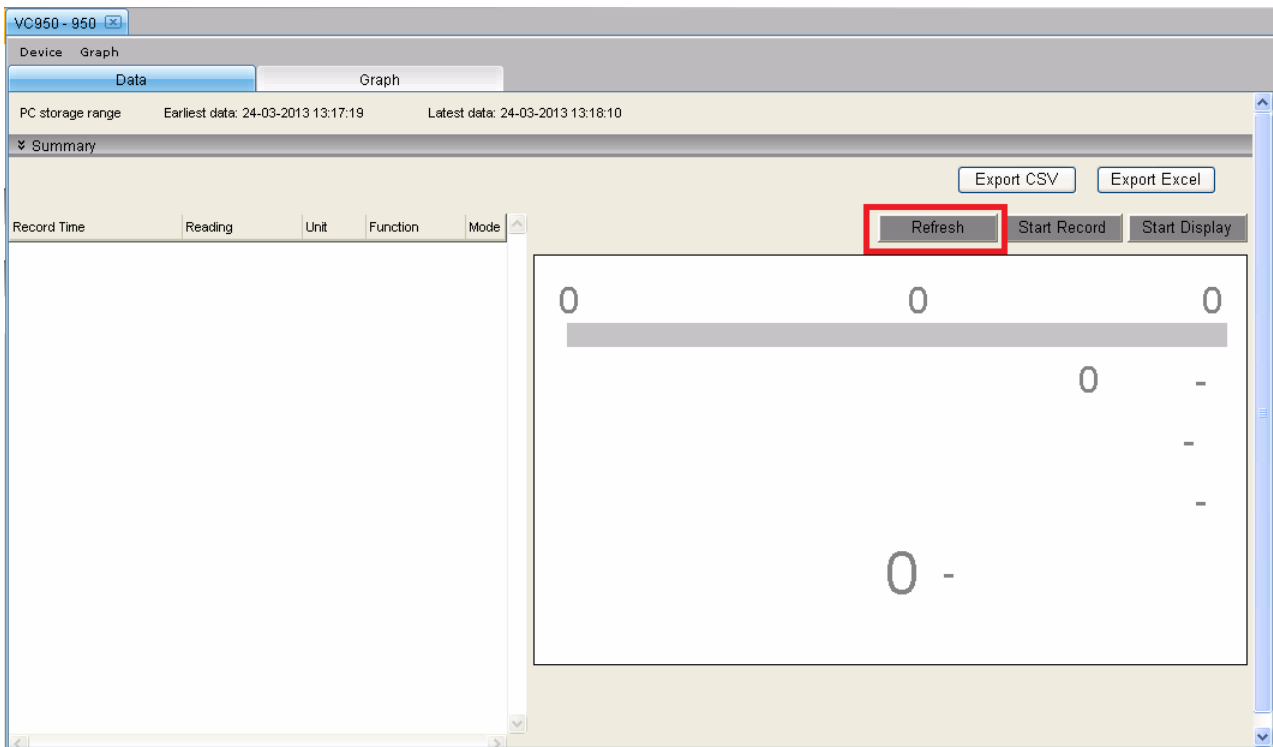 VC950 - 950
Device Graph
Data Graph
PC storage range Earliest data: 24-03-2013 13:17:19 Latest data: 24-03-2013 13:18:10
Summary
Export CSV Export Excel
Record Time Reading Unit Function Mode
Refresh Start Record Start Display
0 0 0
0 -
-
-
0 -